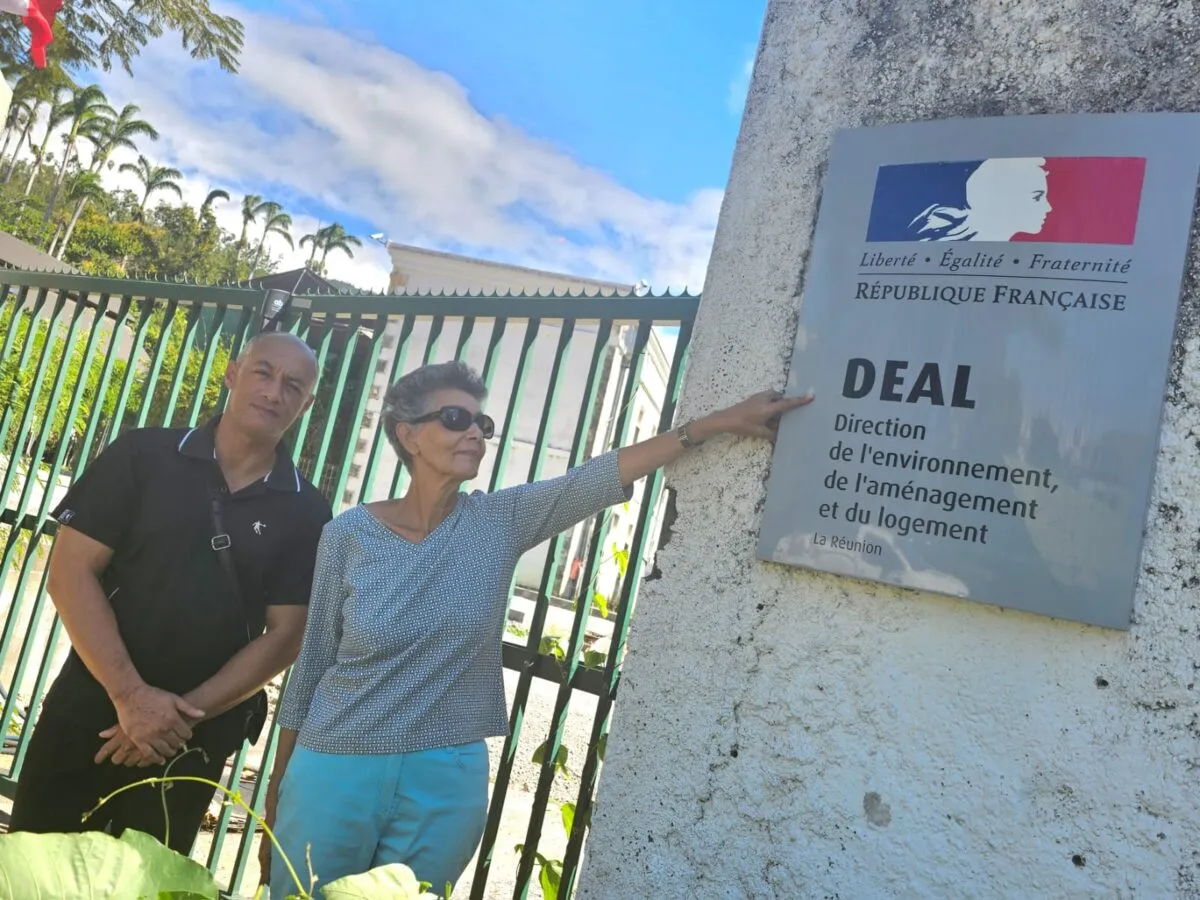 Liberté • Égalité • Fraternité
RÉPUBLIQUE FRANÇAISE
DEAL
Direction
de l'environnement,
de l'aménagement
et du logement
La Réunion